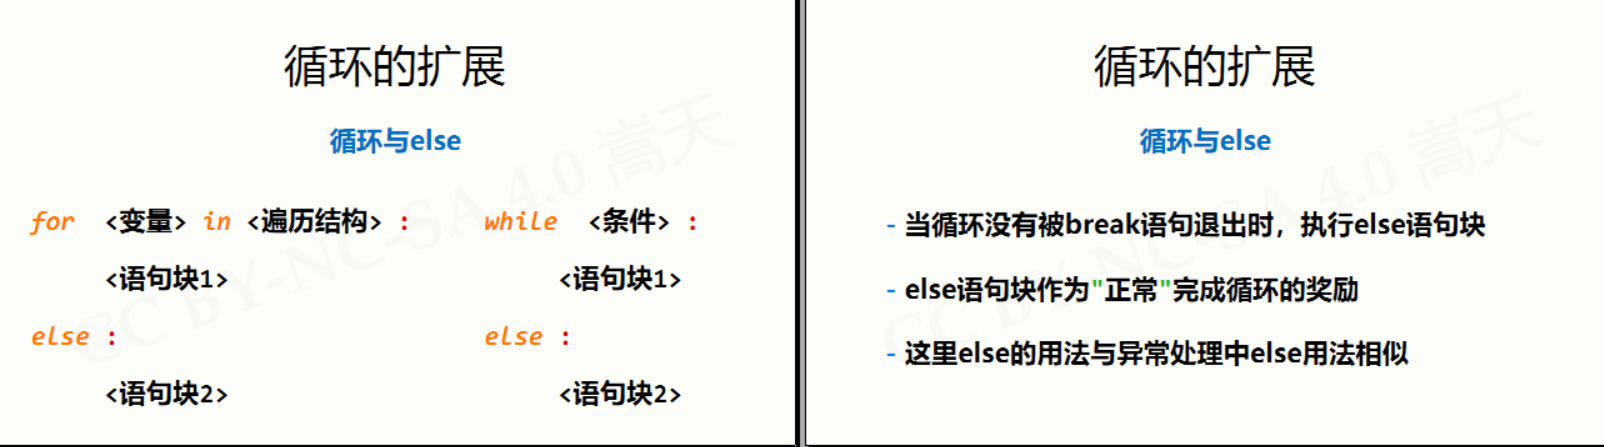 循环的扩展
循环与else
for <变量> in <遍历结构> :
<语句块1>
else :
<语句块2>
while <条件> :
<语句块1>
else :
<语句块2>
CC BY-NC-SA 4.0 嵩天
循环的扩展
循环与else
- 当循环没有被break语句退出时，执行else语句块
- else语句块作为"正常"完成循环的奖励
- 这里else的用法与异常处理中else用法相似
CC BY-NC-SA 4.0 嵩天